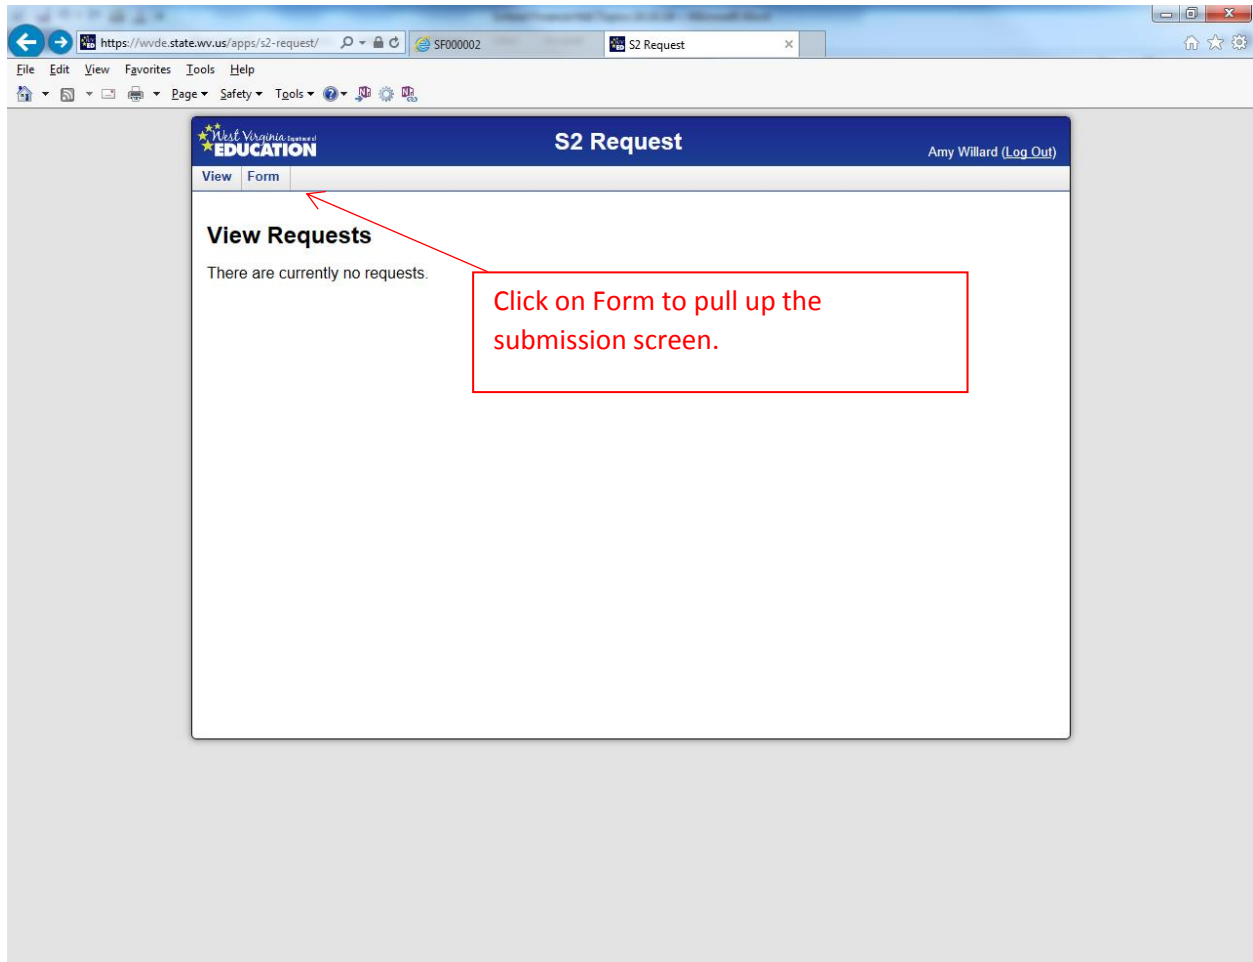 https://wvde.state.wv.us/apps/s2-request/ SF000002 S2 Request
File Edit View Favorites Tools Help
Page Safety Tools
West Virginia Department of
EDUCATION
S2 Request
Amy Willard (Log Out)
View Form
View Requests
There are currently no requests.
Click on Form to pull up the
submission screen.